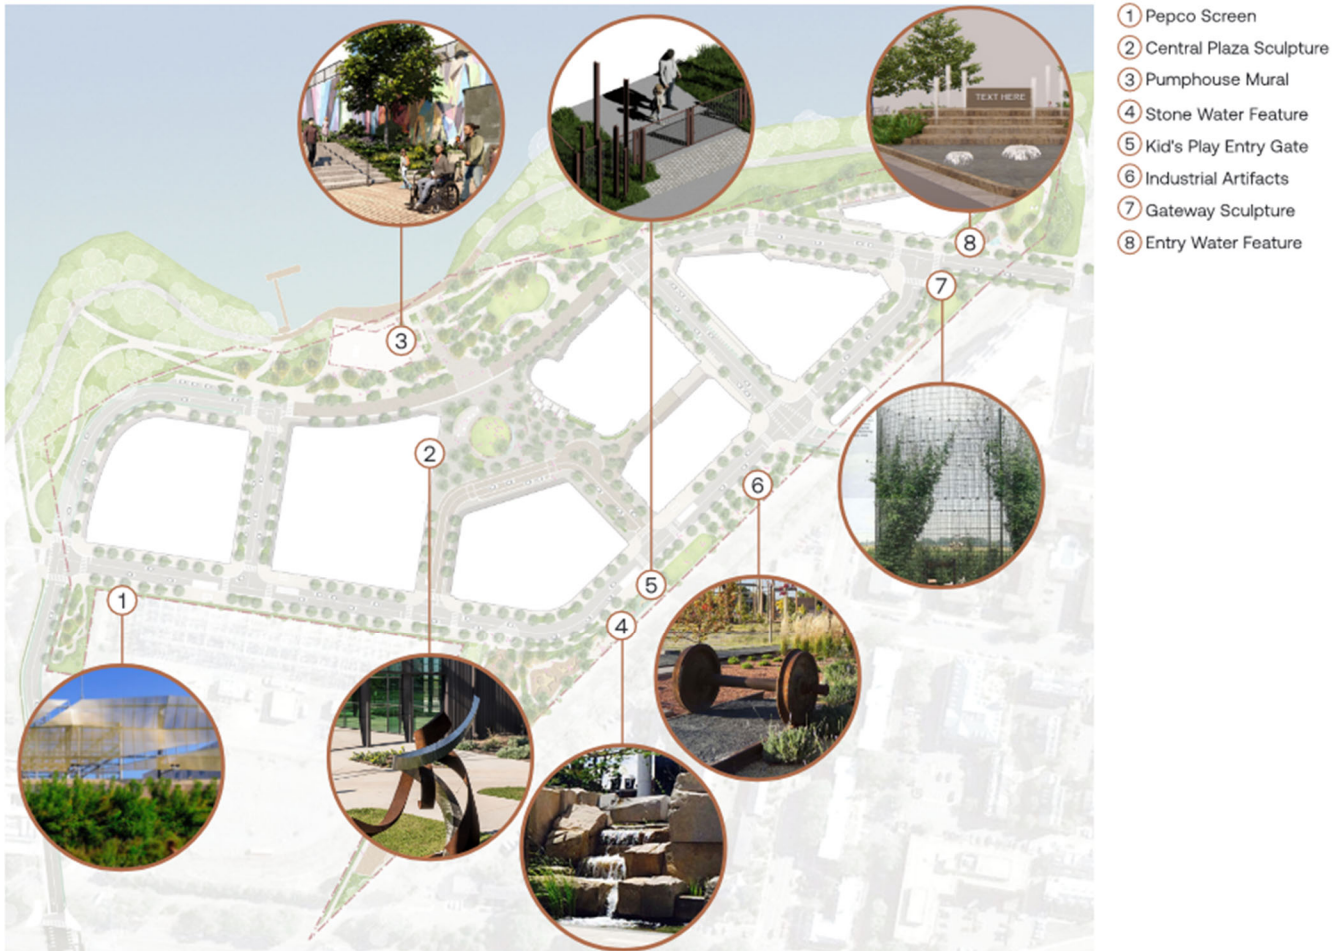 1 Pepco Screen
2 Central Plaza Sculpture
3 Pumphouse Mural
4 Stone Water Feature
5 Kid's Play Entry Gate
6 Industrial Artifacts
7 Gateway Sculpture
8 Entry Water Feature
TEXT HERE
8
7
3
2
6
5
1
4